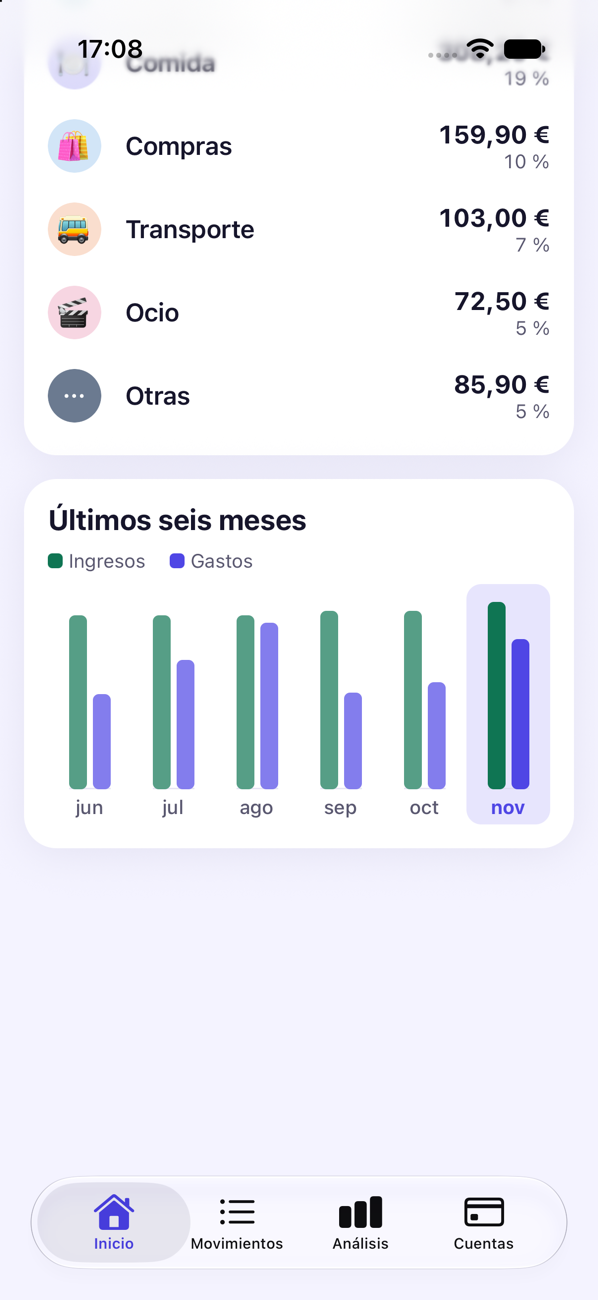 17:08
Comida
19 %
Compras
159,90 €
10 %
Transporte
103,00 €
7 %
Ocio
72,50 €
5 %
Otras
85,90 €
5 %
Últimos seis meses
Ingresos
Gastos
jun
jul
ago
sep
oct
nov
Inicio
Movimientos
Análisis
Cuentas